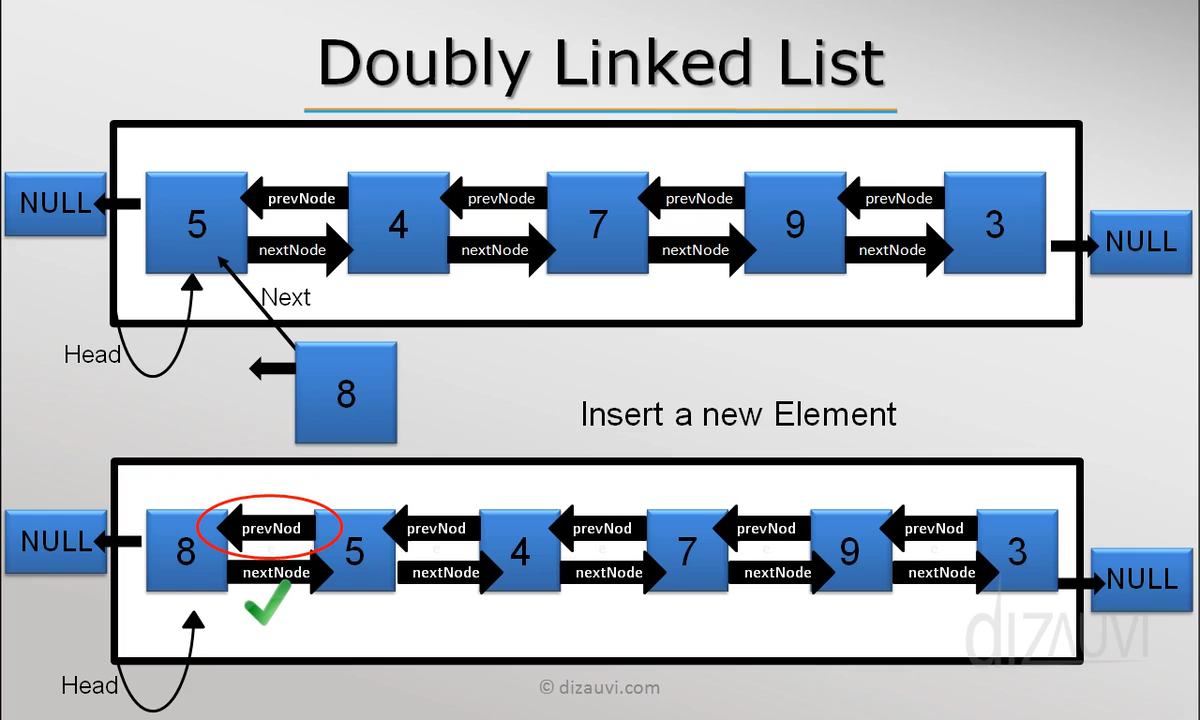 Doubly Linked List
NULL
5
prevNode
nextNode
4
prevNode
nextNode
7
prevNode
nextNode
9
prevNode
nextNode
3
NULL
Next
Head
8
Insert a new Element
NULL
8
prevNod
e
nextNode
5
prevNod
e
nextNode
4
prevNod
e
nextNode
7
prevNod
e
nextNode
9
prevNod
e
nextNode
3
NULL
dizauvi
Head
© dizauvi.com